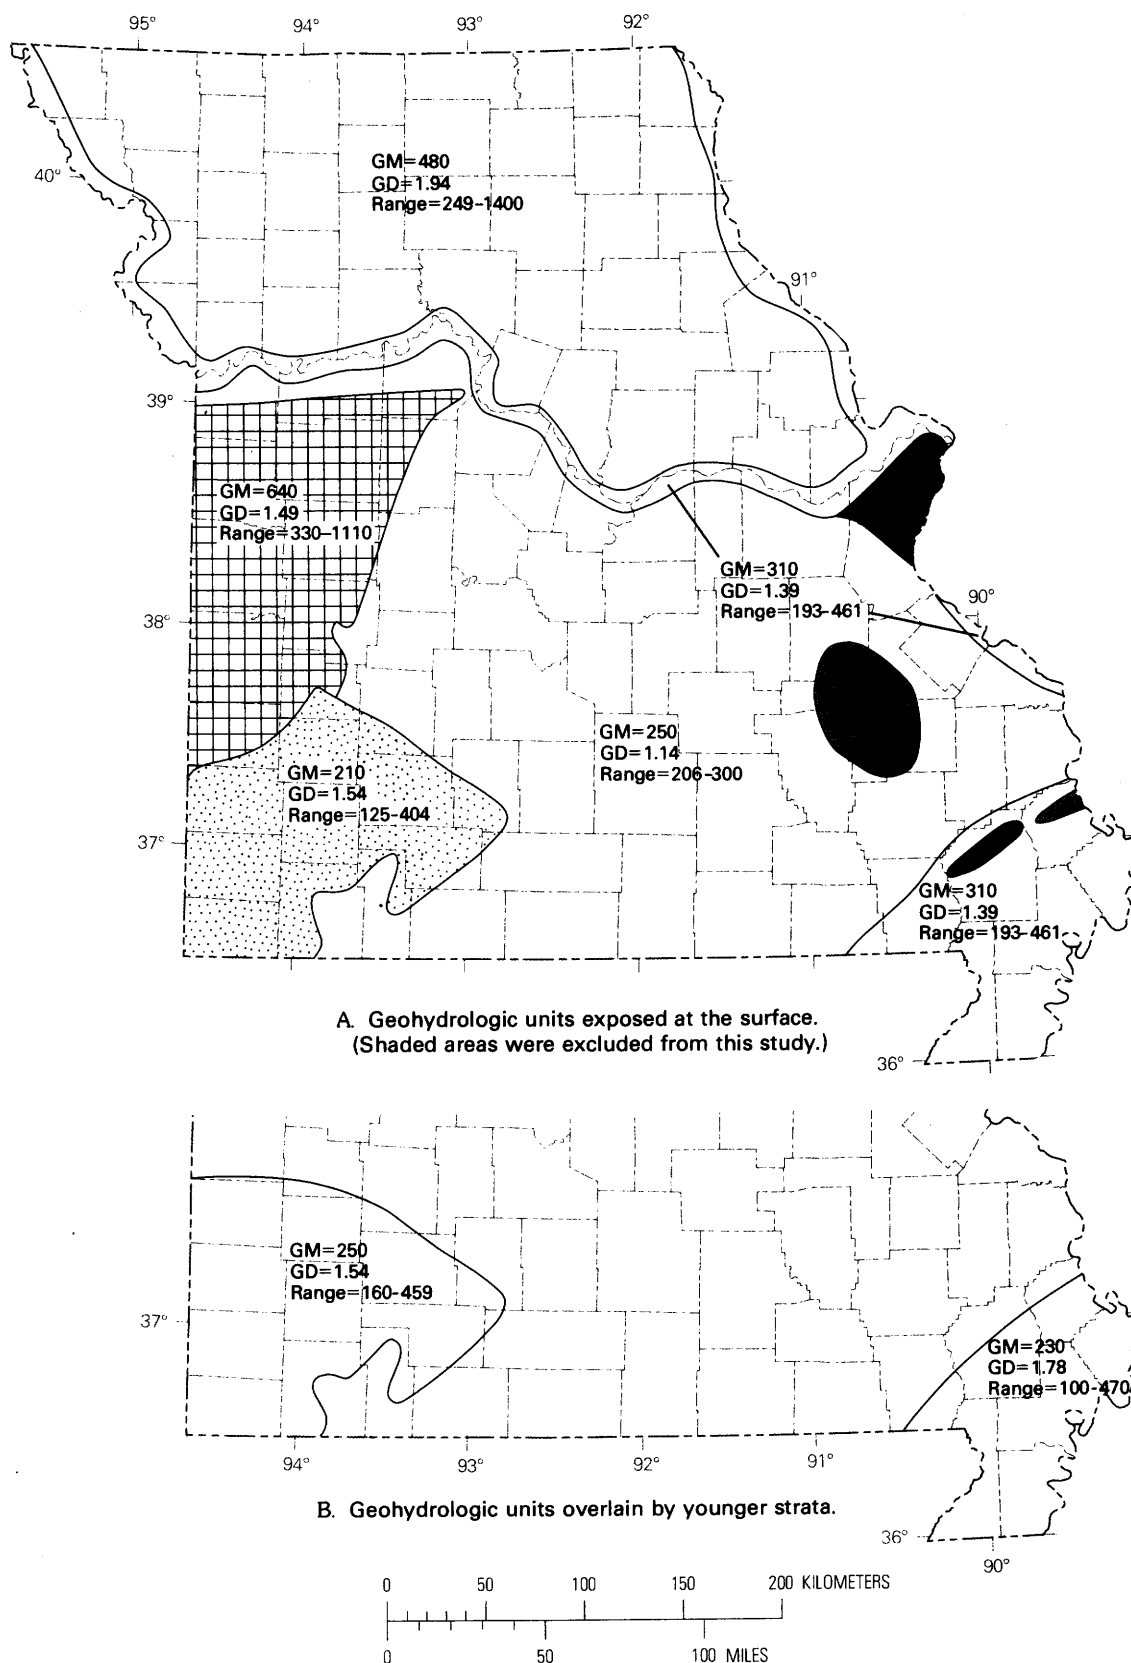 95°
94°
93°
92°
GM=480
GD=1.94
Range=249-1400
40°
91°
39°
GM=640
GD=1.49
Range=330-1110
GM=310
GD=1.39
Range=193-461
90°
38°
GM=250
GD=1.14
Range=206-300
GM=210
GD=1.54
Range=125-404
37°
GM=310
GD=1.39
Range=193-461
A. Geohydrologic units exposed at the surface.
(Shaded areas were excluded from this study.)
36°
GM=250
GD=1.54
Range=160-459
37°
GM=230
GD=1.78
Range=100-470
94°
93°
92°
91°
B. Geohydrologic units overlain by younger strata.
36°
90°
0 50 100 150 200 KILOMETERS
0 50 100 MILES